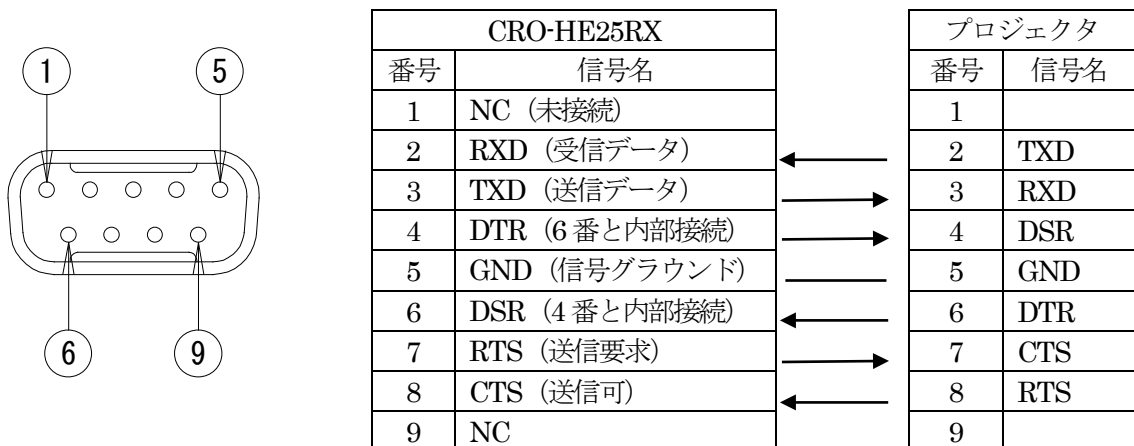 1
5
6
9
CRO-HE25RX
番号 信号名
1 NC（未接続）
2 RXD（受信データ）
3 TXD（送信データ）
4 DTR（6 番と内部接続）
5 GND（信号グラウンド）
6 DSR（4 番と内部接続）
7 RTS（送信要求）
8 CTS（送信可）
9 NC
プロジェクタ
番号 信号名
1
2 TXD
3 RXD
4 DSR
5 GND
6 DTR
7 CTS
8 RTS
9